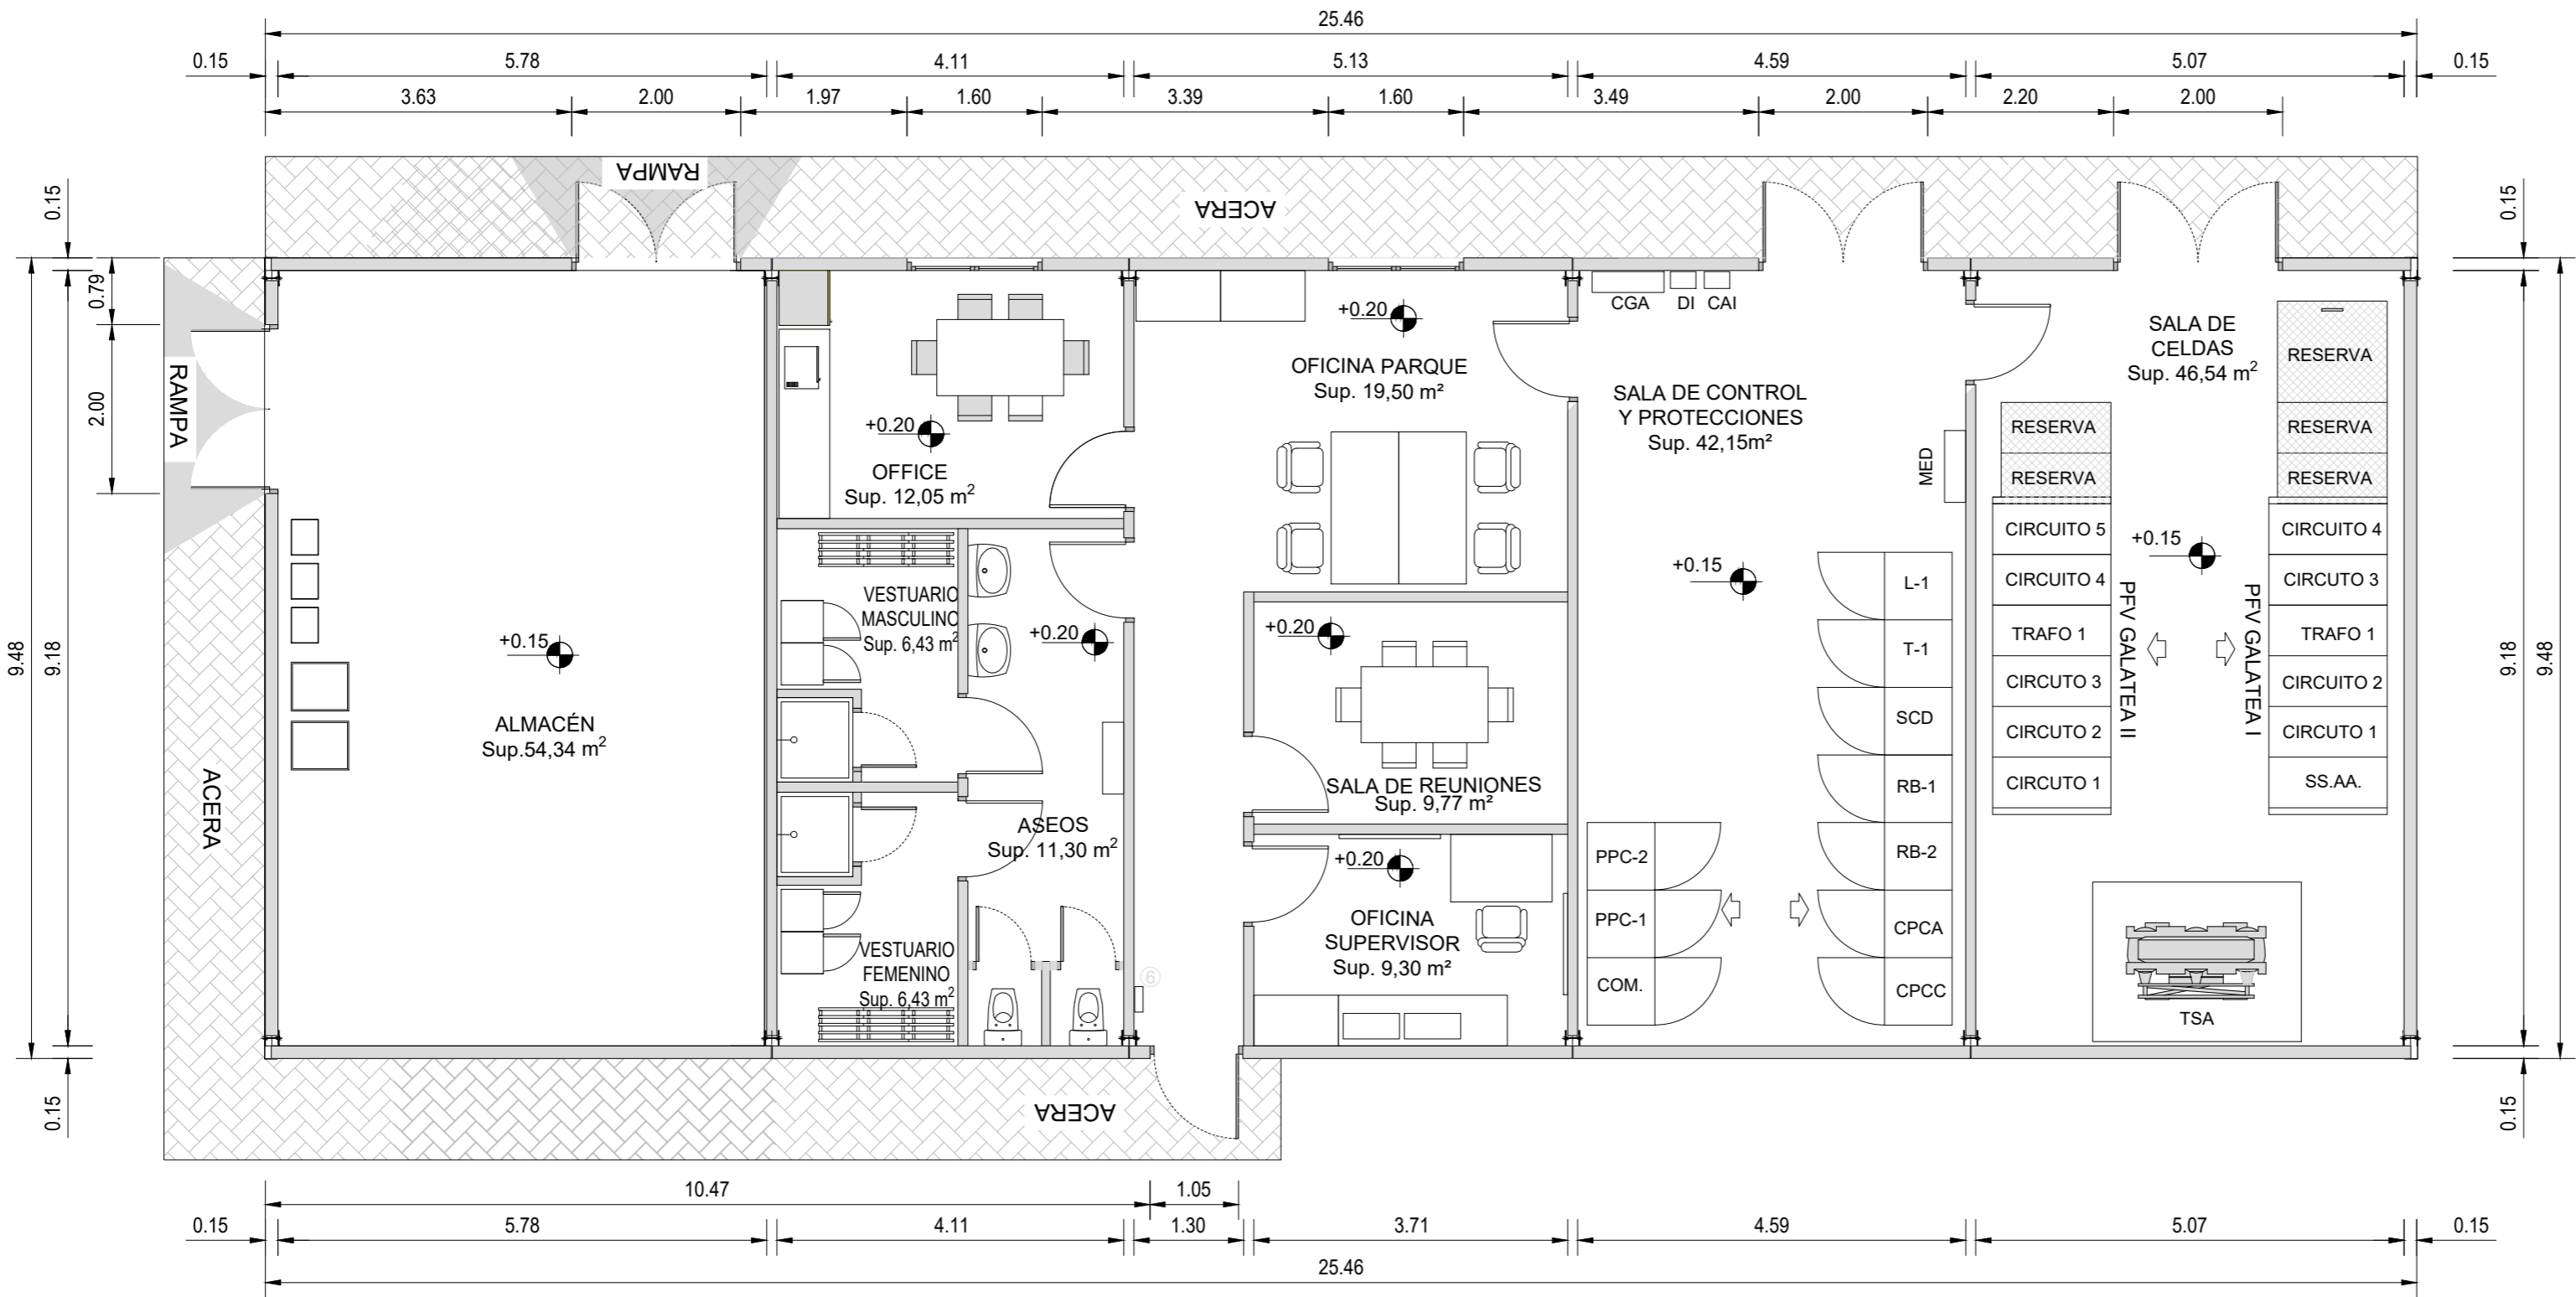 25.46
0.15
5.78
4.11
5.13
4.59
5.07
0.15
3.63
2.00
1.97
1.60
3.39
1.60
3.49
2.00
2.20
2.00
RAMPA
ACERA
0.15
0.79
2.00
9.48
9.18
0.15
RAMPA
ACERA
+0.15
ALMACÉN
Sup.54,34 m²
+0.20
OFFICE
Sup. 12,05 m²
VESTUARIO
MASCULINO
Sup. 6,43 m²
+0.20
ASEOS
Sup. 11,30 m²
VESTUARIO
FEMENINO
Sup. 6,43 m²
+0.20
OFICINA PARQUE
Sup. 19,50 m²
+0.20
SALA DE REUNIONES
Sup. 9,77 m²
+0.20
OFICINA
SUPERVISOR
Sup. 9,30 m²
6
CGA
DI
CAI
SALA DE CONTROL
Y PROTECCIONES
Sup. 42,15m²
MED
+0.15
L-1
T-1
SCD
RB-1
RB-2
CPCA
CPCC
PPC-2
PPC-1
COM.
SALA DE
CELDAS
Sup. 46,54 m²
RESERVA
RESERVA
CIRCUITO 5
CIRCUITO 4
TRAFO 1
CIRCUTO 3
CIRCUTO 2
CIRCUTO 1
PFV GALATEA II
+0.15
PFV GALATEA I
RESERVA
RESERVA
RESERVA
CIRCUITO 4
CIRCUTO 3
TRAFO 1
CIRCUITO 2
CIRCUTO 1
SS.AA.
TSA
0.15
9.18
9.48
0.15
ACERA
10.47
1.05
0.15
5.78
4.11
1.30
3.71
4.59
5.07
0.15
25.46